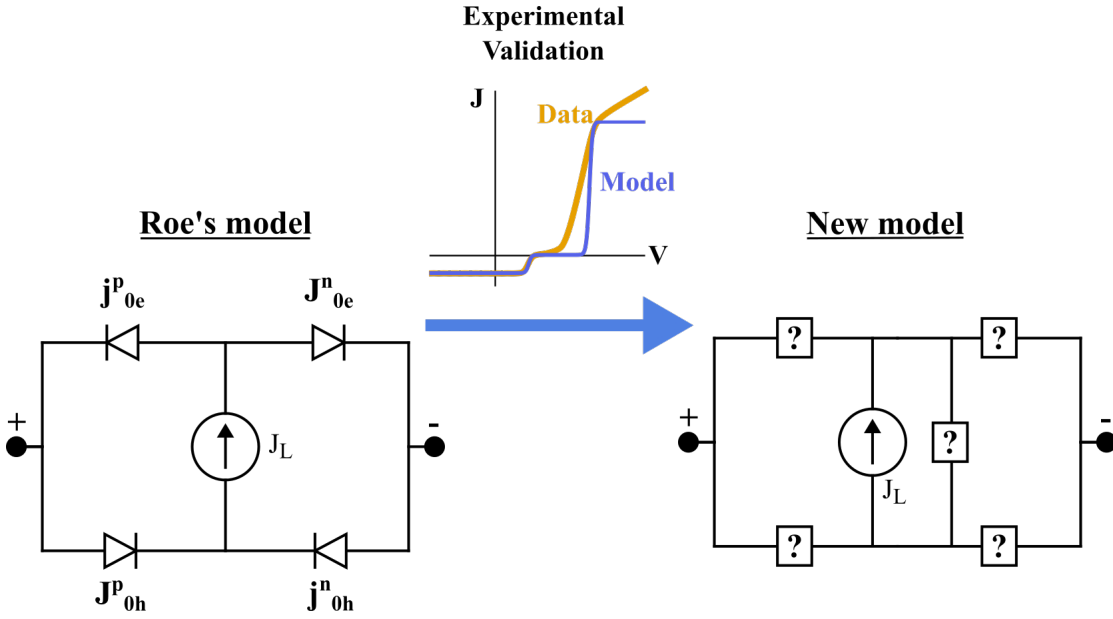 Experimental
Validation
J
Data
Model
V
Roe's model
New model
j^p_0e
J^n_0e
+
-
J_L
J^p_0h
j^n_0h
?
?
+
-
?
J_L
?
?